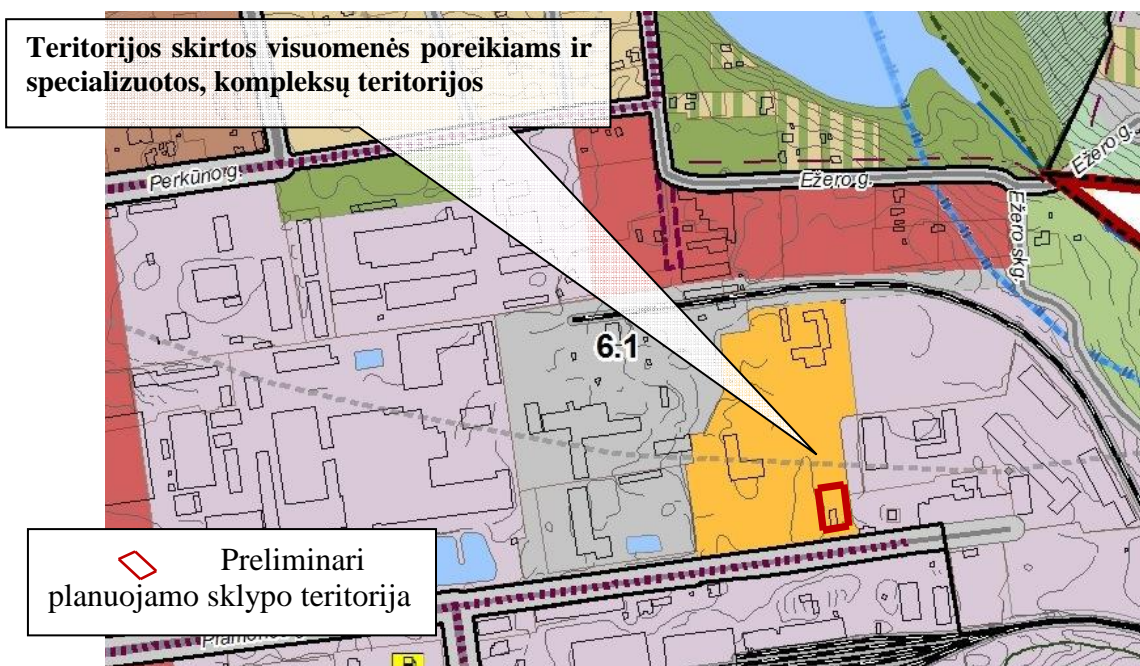 Teritorijos skirtos visuomenės poreikiams ir
specializuotos, kompleksų teritorijos
Perkūno g.
Ežero g.
Ežero g.
Ežero skg.
6.1
Preliminari
planuojamo sklypo teritorija